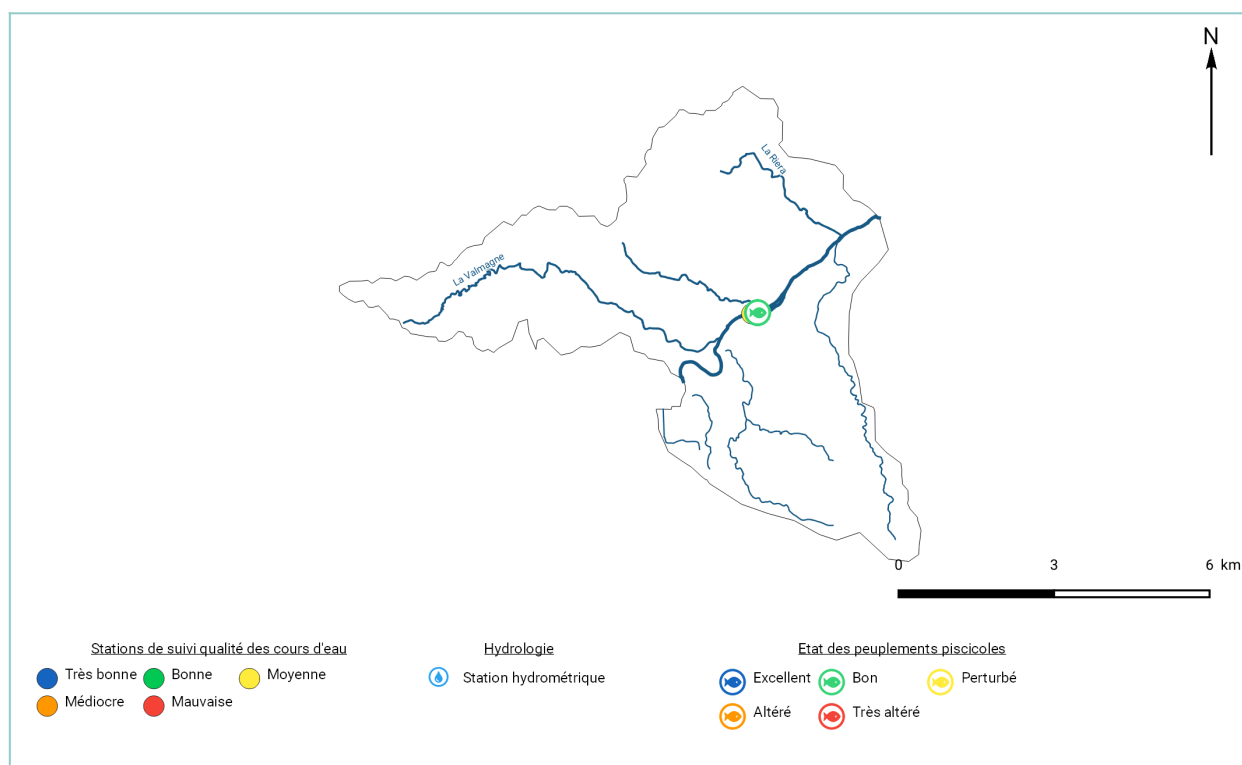 N
La Riera
La Valmagne
0 3 6 km
Stations de suivi qualité des cours d'eau
Très bonne Bonne Moyenne
Médiocre Mauvaise
Hydrologie
Station hydrométrique
Etat des peuplements piscicoles
Excellent Bon Perturbé
Altéré Très altéré